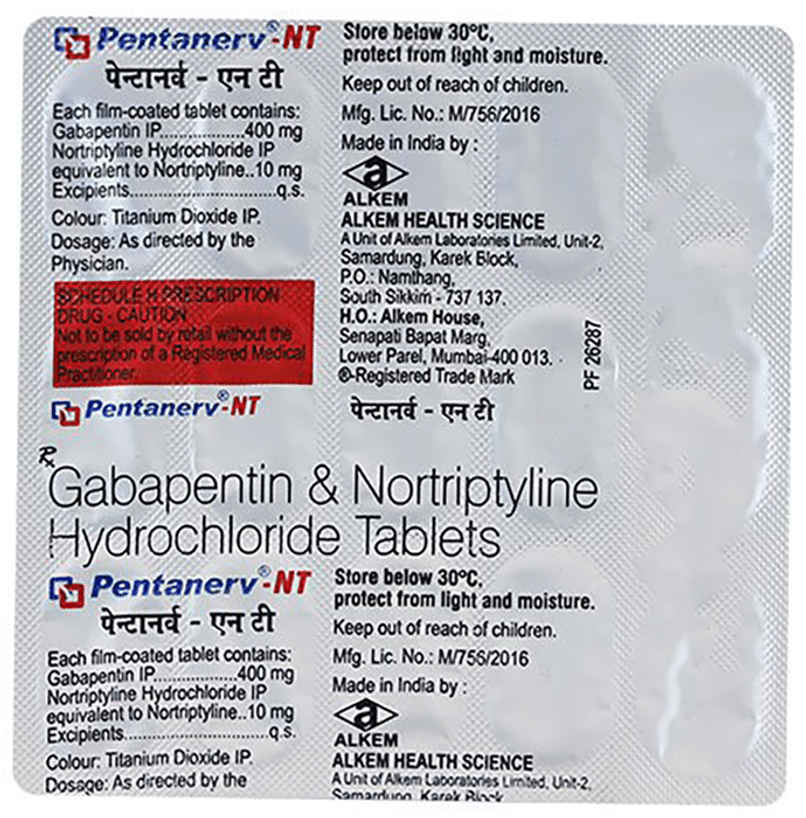 Pentanerv®-NT
पेन्टानर्व - एन टी
Each film-coated tablet contains:
Gabapentin IP..................400 mg
Nortriptyline Hydrochloride IP
equivalent to Nortriptyline..10 mg
Excipients..............................q.s.
Colour: Titanium Dioxide IP.
Dosage: As directed by the
Physician.
SCHEDULE H PRESCRIPTION
DRUG - CAUTION
Not to be sold by retail without the
prescription of a Registered Medical
Practitioner.
Pentanerv®-NT
Store below 30°C,
protect from light and moisture.
Keep out of reach of children.
Mfg. Lic. No.: M/756/2016
Made in India by :
a
ALKEM
ALKEM HEALTH SCIENCE
A Unit of Alkem Laboratories Limited, Unit-2,
Samardung, Karek Block,
P.O.: Namthang,
South Sikkim - 737 137.
H.O.: Alkem House,
Senapati Bapat Marg,
Lower Parel, Mumbai-400 013.
®-Registered Trade Mark
PF 26287
पेन्टानर्व - एन टी
Rx
Gabapentin & Nortriptyline
Hydrochloride Tablets
Pentanerv®-NT
पेन्टानर्व - एन टी
Each film-coated tablet contains:
Gabapentin IP..................400 mg
Nortriptyline Hydrochloride IP
equivalent to Nortriptyline..10 mg
Excipients..............................q.s.
Colour: Titanium Dioxide IP.
Dosage: As directed by the
Store below 30°C,
protect from light and moisture.
Keep out of reach of children.
Mfg. Lic. No.: M/756/2016
Made in India by :
a
ALKEM
ALKEM HEALTH SCIENCE
A Unit of Alkem Laboratories Limited, Unit-2,
Samardung, Karek Block